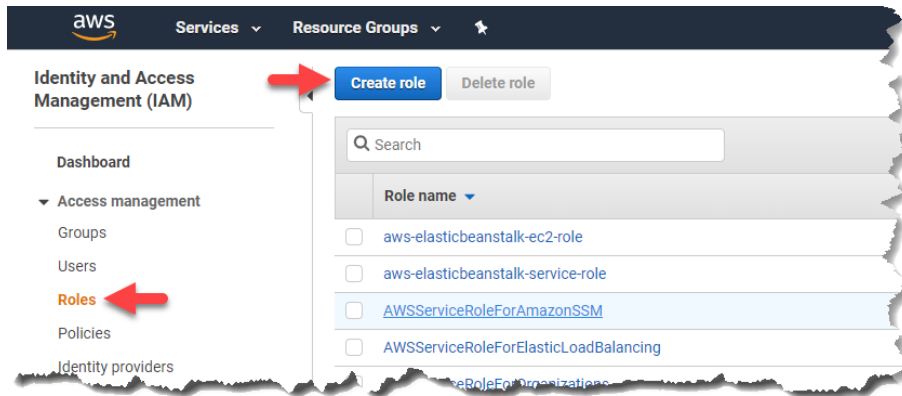 aws
Services
Resource Groups
Identity and Access
Management (IAM)
Dashboard
Access management
Groups
Users
Roles
Policies
Identity providers
Create role
Delete role
Search
Role name
aws-elasticbeanstalk-ec2-role
aws-elasticbeanstalk-service-role
AWSServiceRoleForAmazonSSM
AWSServiceRoleForElasticLoadBalancing